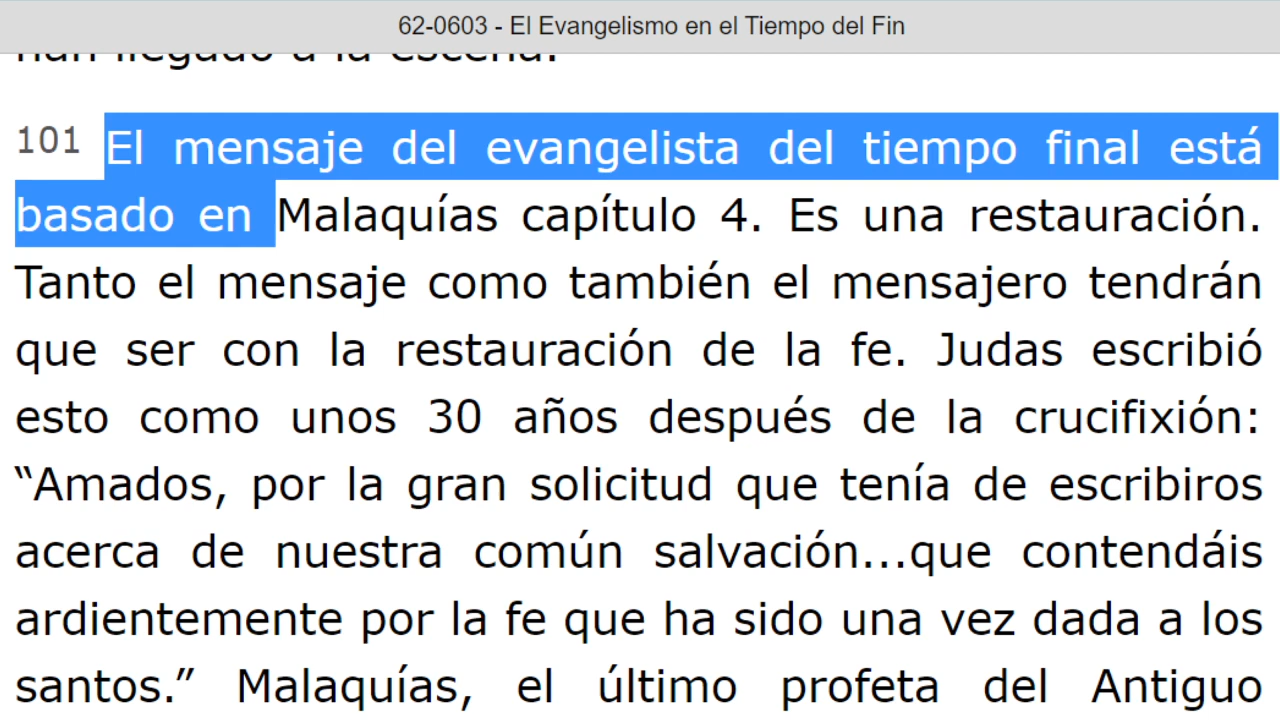 62-0603 - El Evangelismo en el Tiempo del Fin
han llegado a la escena.
101 El mensaje del evangelista del tiempo final está
basado en Malaquías capítulo 4. Es una restauración.
Tanto el mensaje como también el mensajero tendrán
que ser con la restauración de la fe. Judas escribió
esto como unos 30 años después de la crucifixión:
“Amados, por la gran solicitud que tenía de escribiros
acerca de nuestra común salvación...que contendáis
ardientemente por la fe que ha sido una vez dada a los
santos.” Malaquías, el último profeta del Antiguo